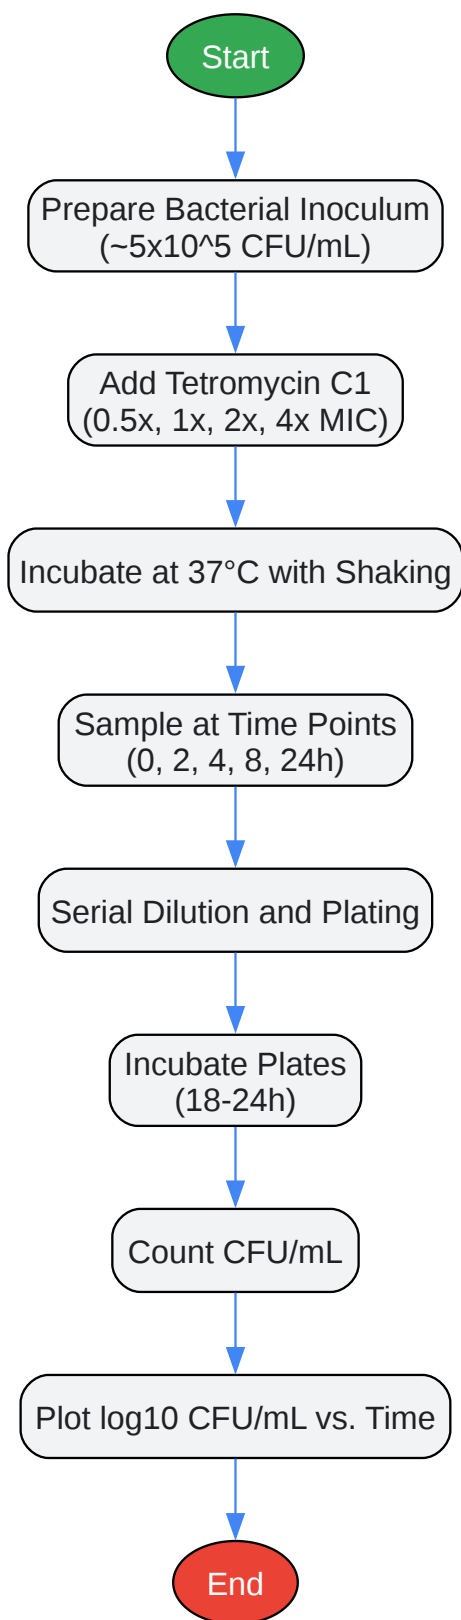 Start
Prepare Bacterial Inoculum
(~5x10^5 CFU/mL)
Add Tetromycin C1
(0.5x, 1x, 2x, 4x MIC)
Incubate at 37°C with Shaking
Sample at Time Points
(0, 2, 4, 8, 24h)
Serial Dilution and Plating
Incubate Plates
(18-24h)
Count CFU/mL
Plot log10 CFU/mL vs. Time
End